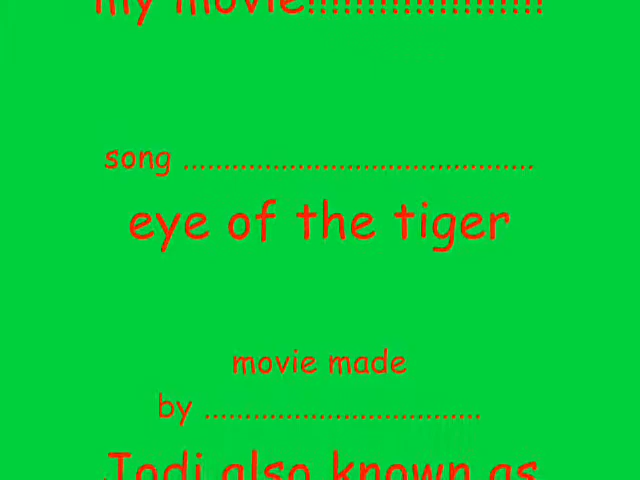 my movie!!!!!!!!!!!!!!!!!!!!
song ...........................................
eye of the tiger
movie made
by ..................................
Jodi also known as